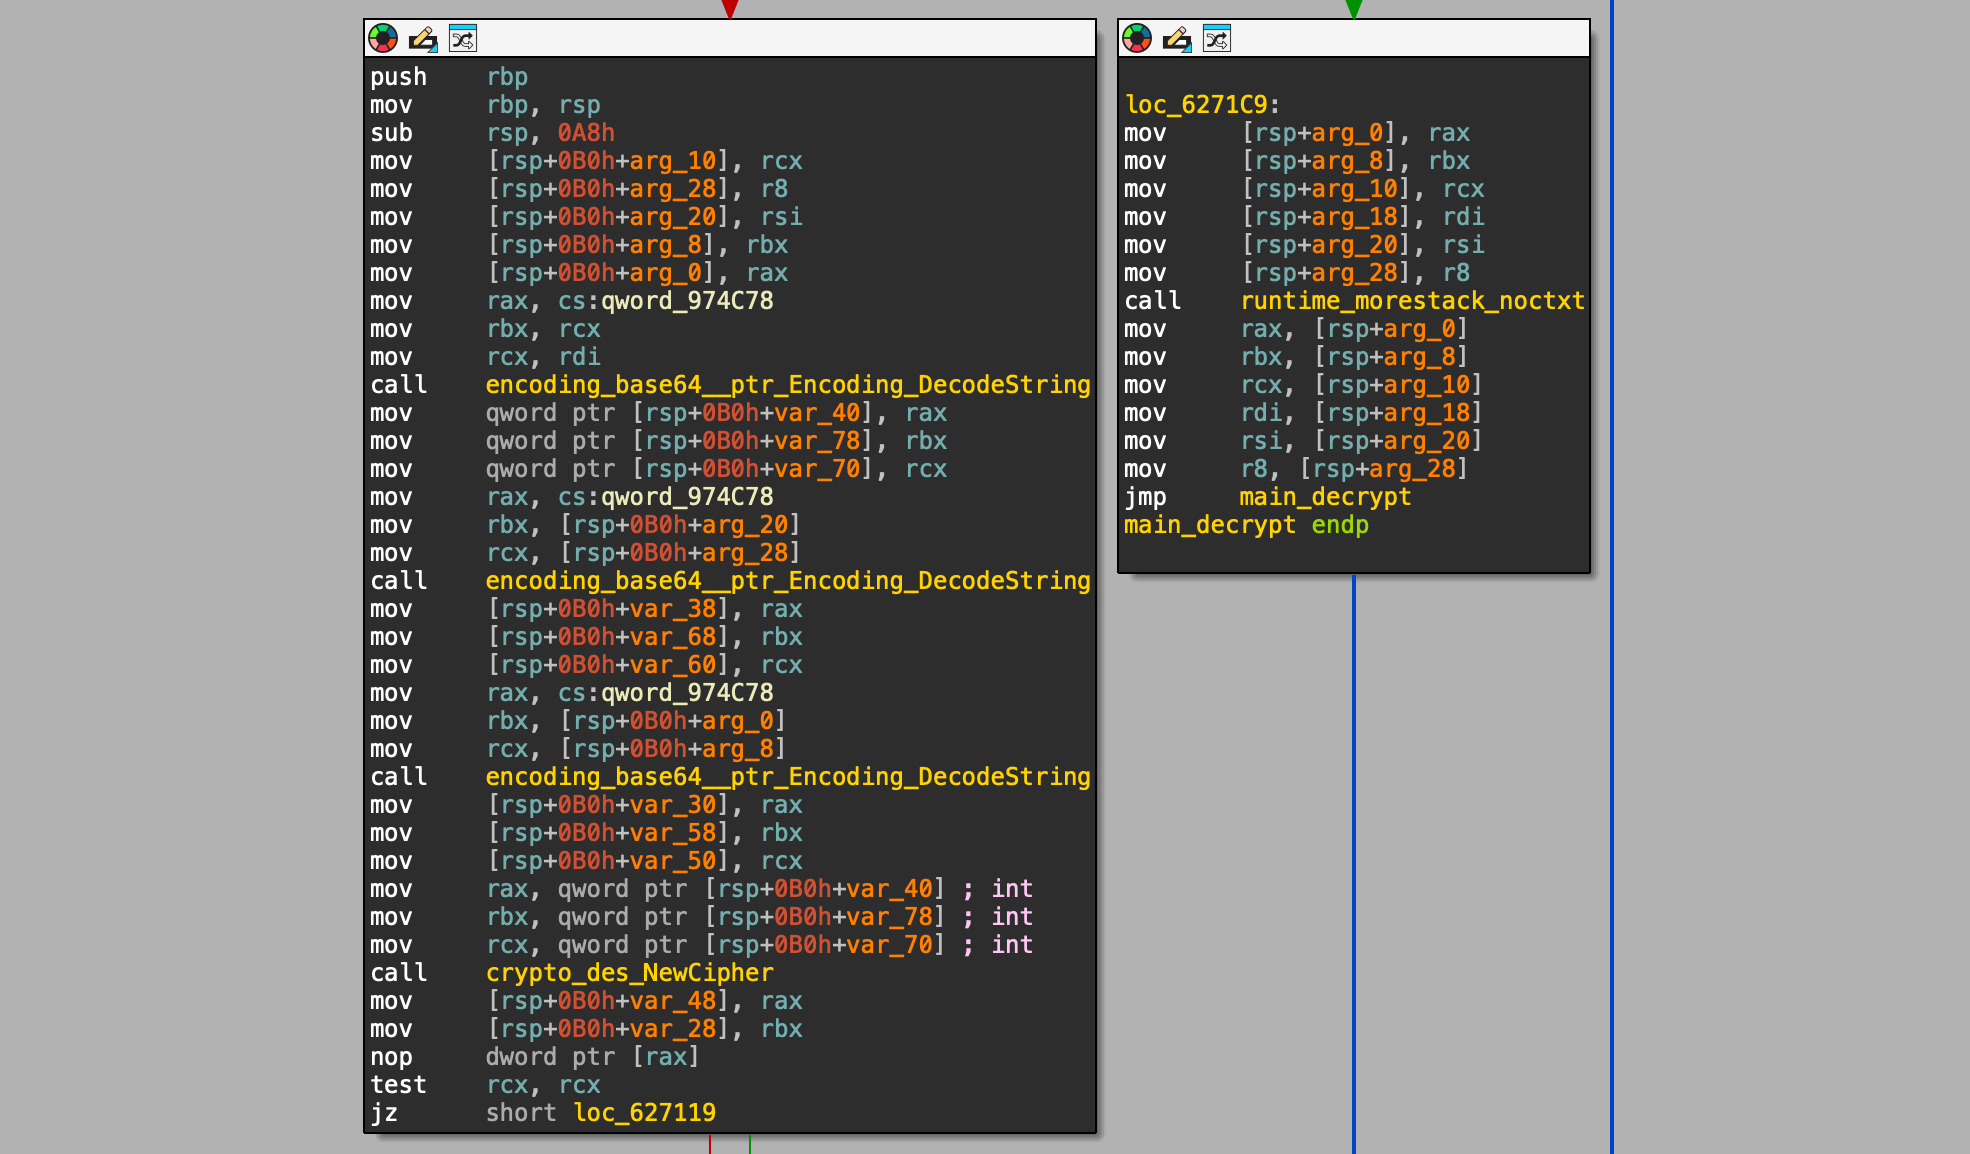 push rbp
mov rbp, rsp
sub rsp, 0A8h
mov [rsp+0B0h+arg_10], rcx
mov [rsp+0B0h+arg_28], r8
mov [rsp+0B0h+arg_20], rsi
mov [rsp+0B0h+arg_8], rbx
mov [rsp+0B0h+arg_0], rax
mov rax, cs:qword_974C78
mov rbx, rcx
mov rcx, rdi
call encoding_base64__ptr_Encoding_DecodeString
mov qword ptr [rsp+0B0h+var_40], rax
mov qword ptr [rsp+0B0h+var_78], rbx
mov qword ptr [rsp+0B0h+var_70], rcx
mov rax, cs:qword_974C78
mov rbx, [rsp+0B0h+arg_20]
mov rcx, [rsp+0B0h+arg_28]
call encoding_base64__ptr_Encoding_DecodeString
mov [rsp+0B0h+var_38], rax
mov [rsp+0B0h+var_68], rbx
mov [rsp+0B0h+var_60], rcx
mov rax, cs:qword_974C78
mov rbx, [rsp+0B0h+arg_0]
mov rcx, [rsp+0B0h+arg_8]
call encoding_base64__ptr_Encoding_DecodeString
mov [rsp+0B0h+var_30], rax
mov [rsp+0B0h+var_58], rbx
mov [rsp+0B0h+var_50], rcx
mov rax, qword ptr [rsp+0B0h+var_40] ; int
mov rbx, qword ptr [rsp+0B0h+var_78] ; int
mov rcx, qword ptr [rsp+0B0h+var_70] ; int
call crypto_des_NewCipher
mov [rsp+0B0h+var_48], rax
mov [rsp+0B0h+var_28], rbx
nop dword ptr [rax]
test rcx, rcx
jz short loc_627119
loc_6271C9:
mov [rsp+arg_0], rax
mov [rsp+arg_8], rbx
mov [rsp+arg_10], rcx
mov [rsp+arg_18], rdi
mov [rsp+arg_20], rsi
mov [rsp+arg_28], r8
call runtime_morestack_noctxt
mov rax, [rsp+arg_0]
mov rbx, [rsp+arg_8]
mov rcx, [rsp+arg_10]
mov rdi, [rsp+arg_18]
mov rsi, [rsp+arg_20]
mov r8, [rsp+arg_28]
jmp main_decrypt
main_decrypt endp